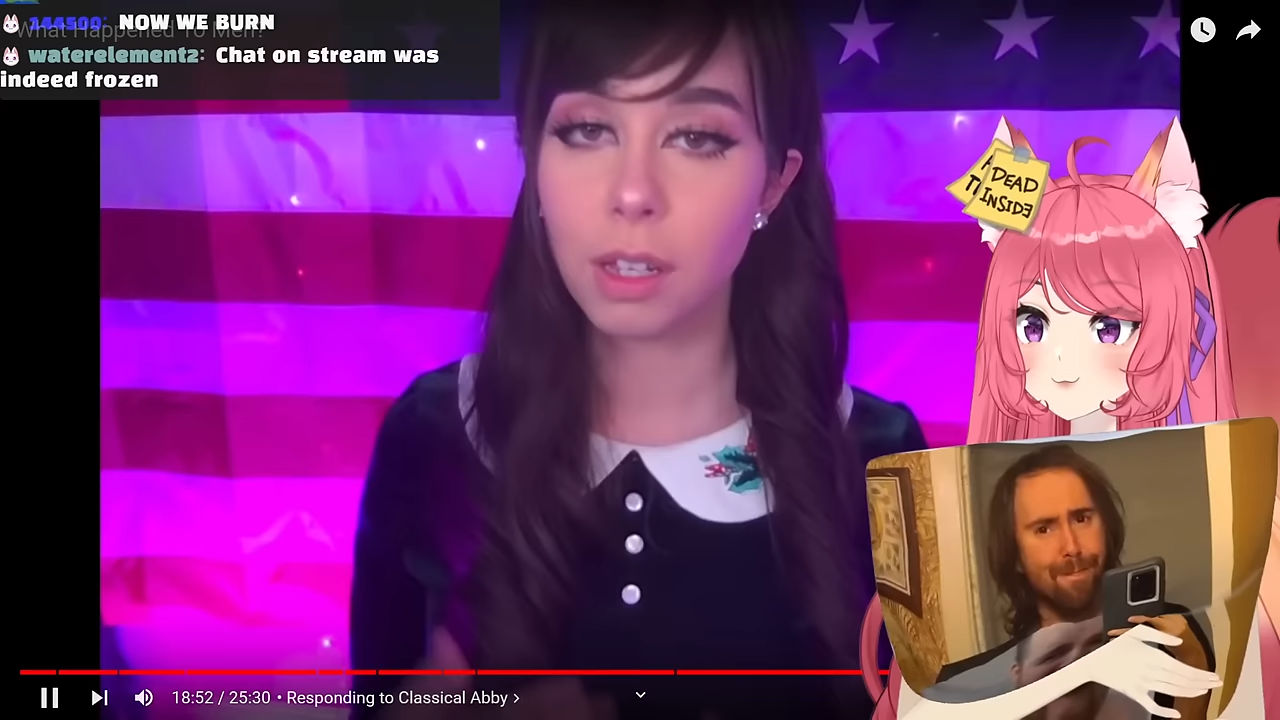 144500: NOW WE BURN
What Happened To Men?
waterelement2: Chat on stream was
indeed frozen
DEAD
INSIDE
18:52 / 25:30 • Responding to Classical Abby